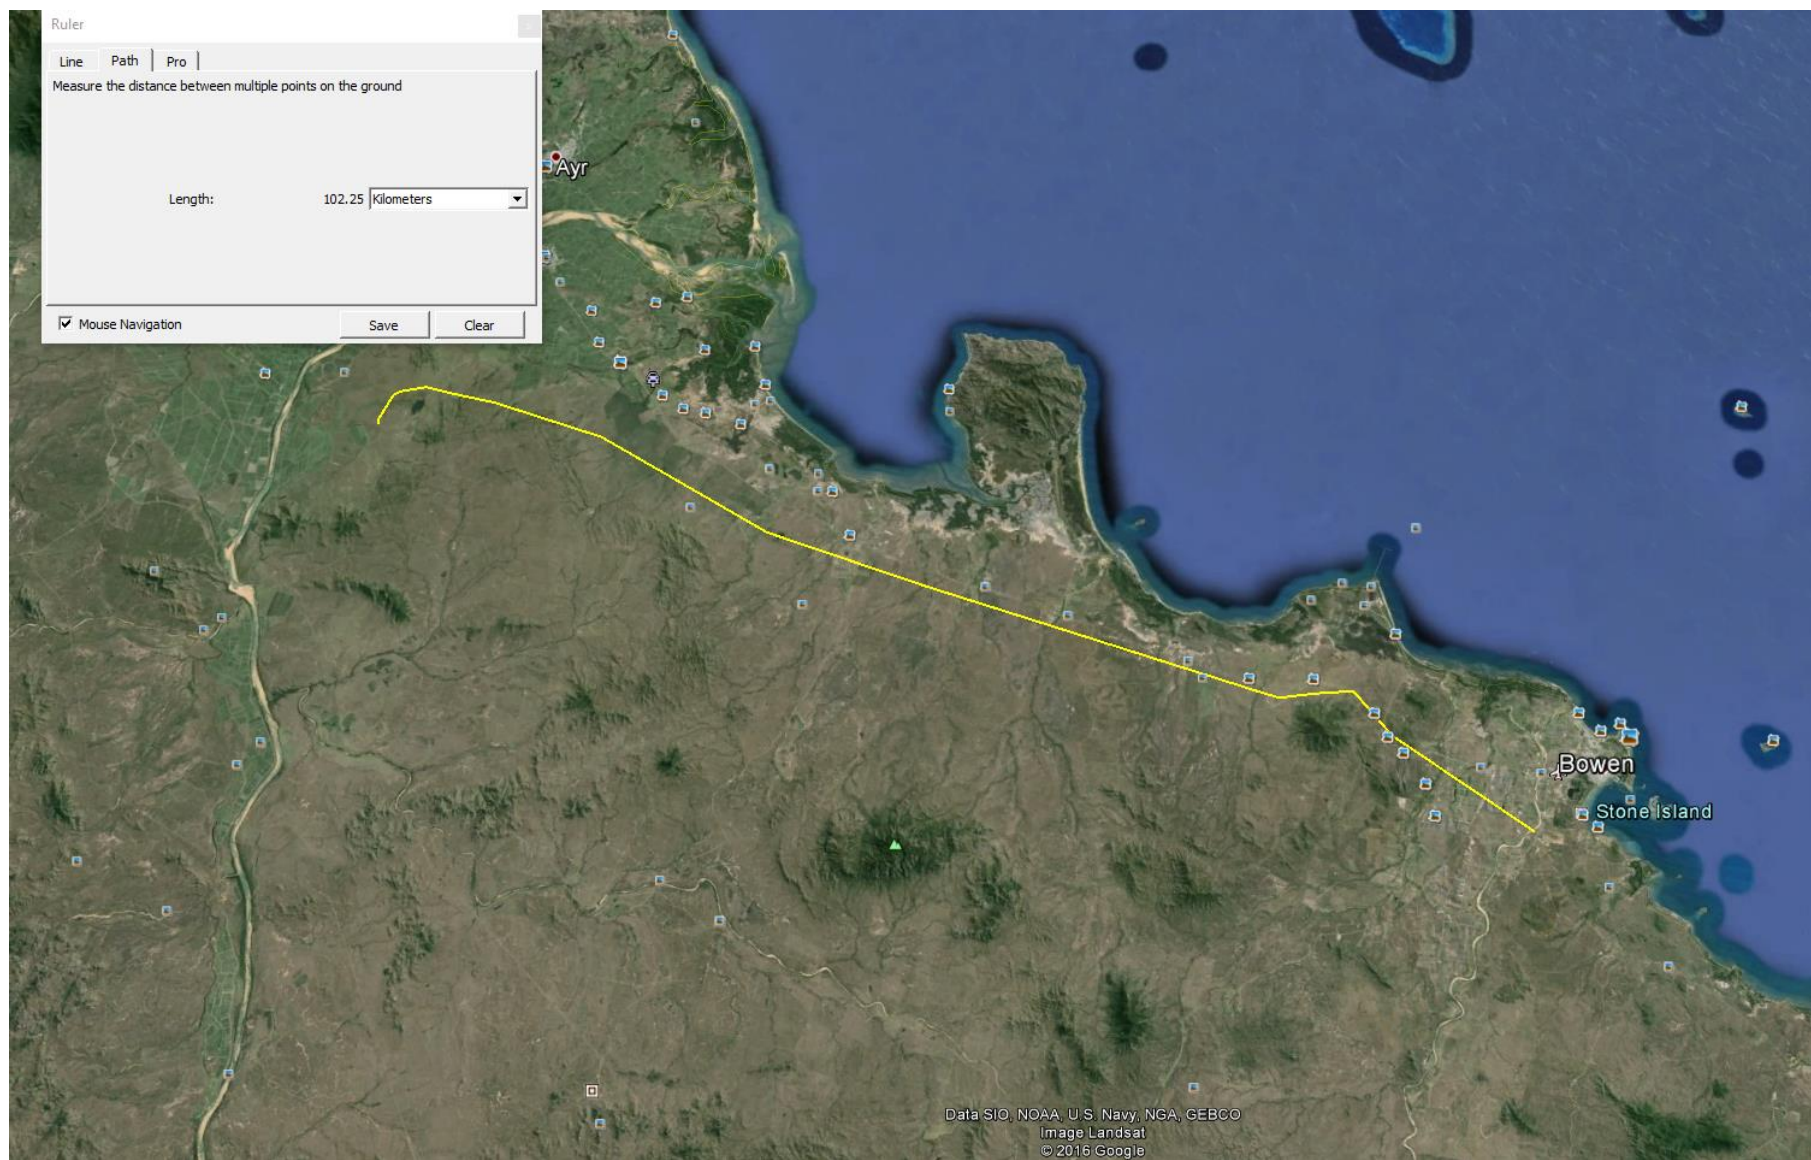 Ruler
Line Path Pro
Measure the distance between multiple points on the ground
Length: 102.25 Kilometers
Mouse Navigation Save Clear
Ayr
Bowen
Stone Island
Data SIO, NOAA, U.S. Navy, NGA, GEBCO
Image Landsat
© 2016 Google